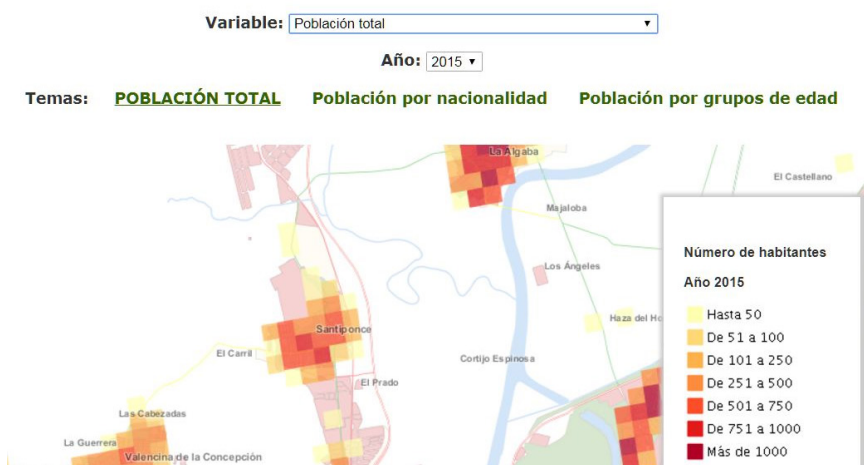 Variable: Población total
Año: 2015
Temas: POBLACIÓN TOTAL Población por nacionalidad Población por grupos de edad
La Algaba
El Castellano
Majaloba
Los Ángeles
Haza del Ho
Santiponce
El Carril
Cortijo Espinosa
El Prado
Las Cabezadas
La Guerrera
Valencina de la Concepción
Número de habitantes
Año 2015
Hasta 50
De 51 a 100
De 101 a 250
De 251 a 500
De 501 a 750
De 751 a 1000
Más de 1000